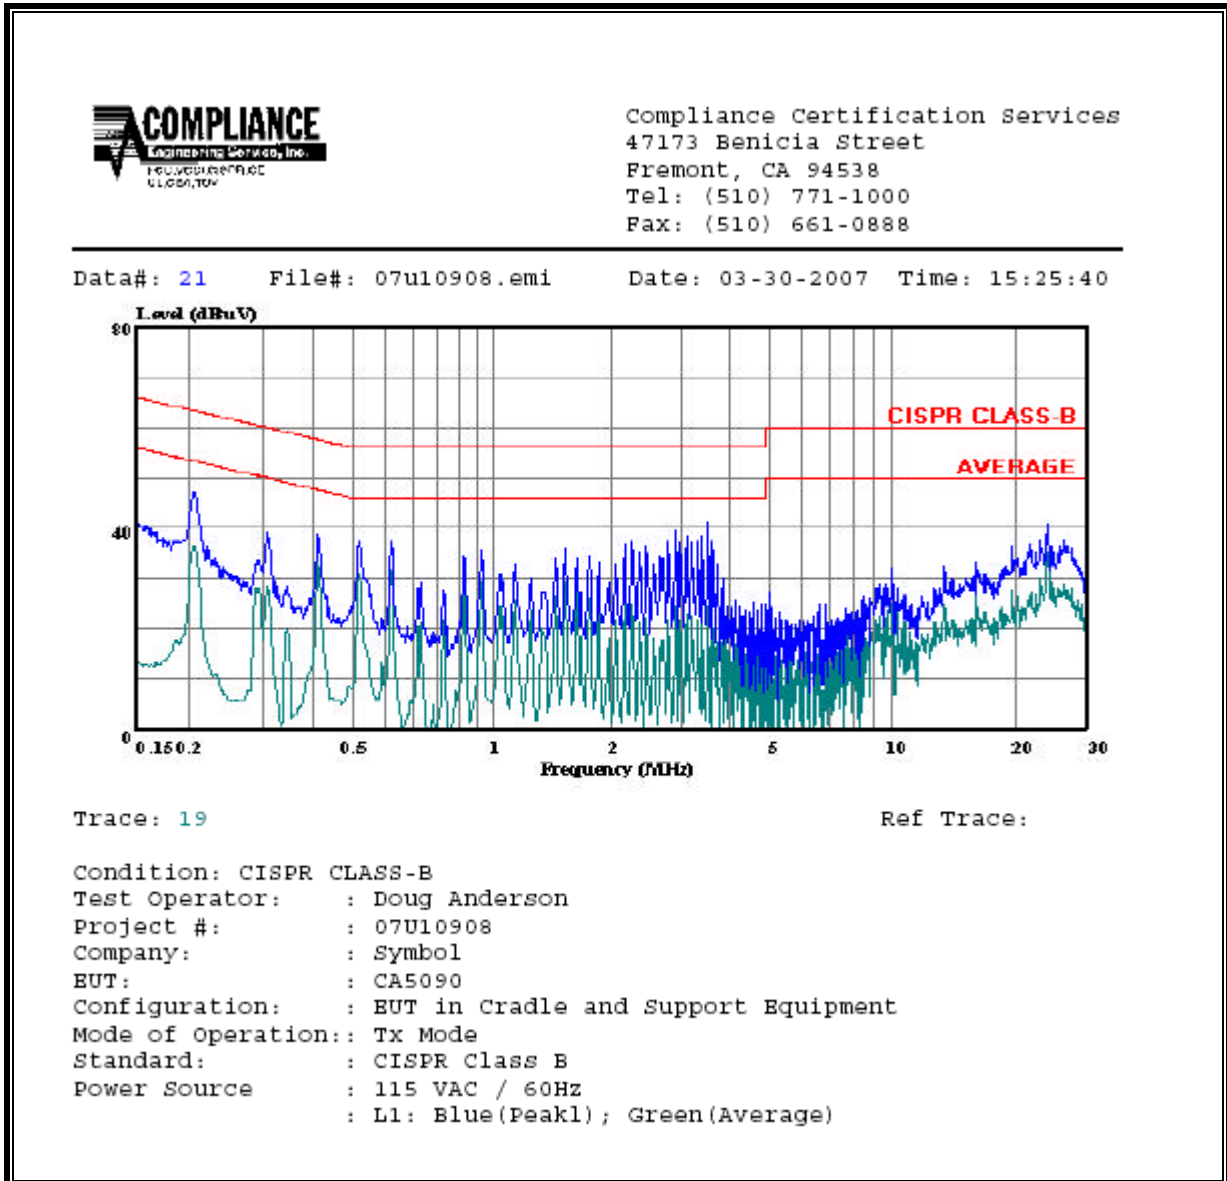 COMPLIANCE
Engineering Services, Inc.
Compliance Certification Services
47173 Benicia Street
Fremont, CA 94538
Tel: (510) 771-1000
Fax: (510) 661-0888
Data#: 21 File#: 07u10908.emi Date: 03-30-2007 Time: 15:25:40
Level (dBuV)
80
CISPR CLASS-B
AVERAGE
40
0
0.15 0.2 0.5 1 2 5 10 20 30
Frequency (MHz)
Trace: 19 Ref Trace:
Condition: CISPR CLASS-B
Test Operator: : Doug Anderson
Project #: : 07U10908
Company: : Symbol
EUT: : CA5090
Configuration: : EUT in Cradle and Support Equipment
Mode of Operation:: Tx Mode
Standard: : CISPR Class B
Power Source : 115 VAC / 60Hz
: L1: Blue(Peakl); Green(Average)